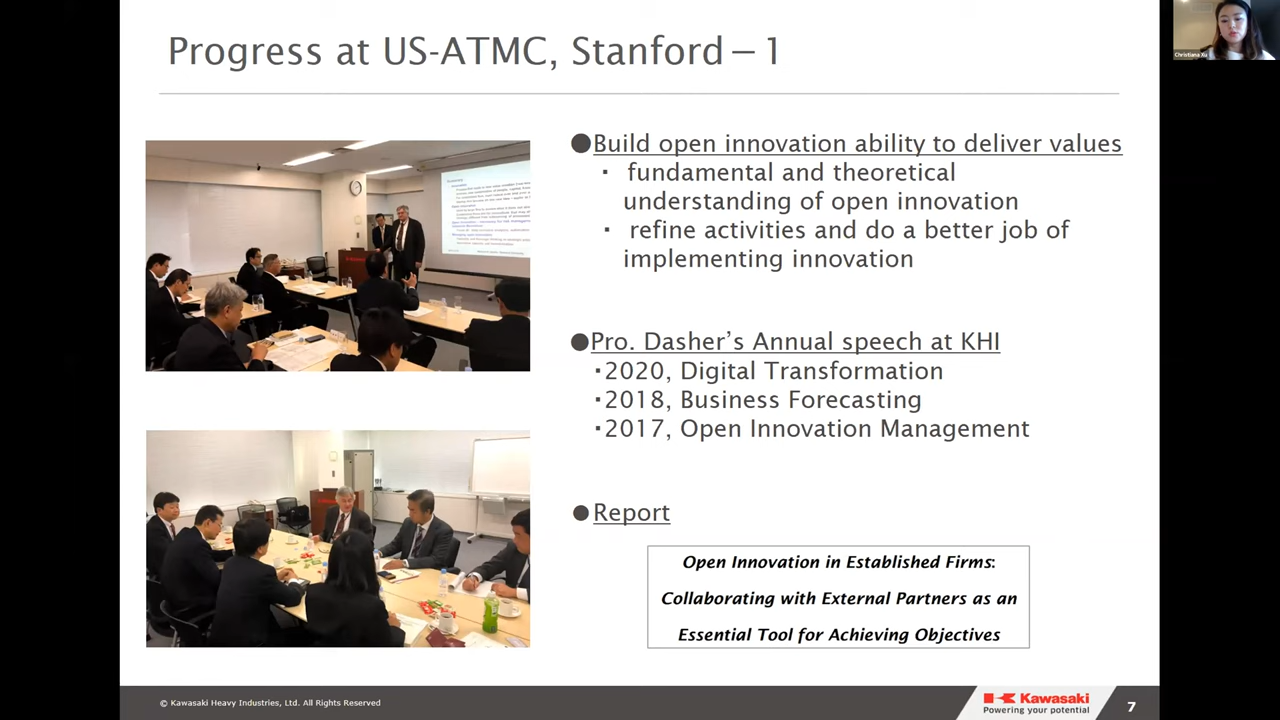 Progress at US-ATMC, Stanford－1
Christiana Xu
●Build open innovation ability to deliver values
・ fundamental and theoretical
understanding of open innovation
・ refine activities and do a better job of
implementing innovation
●Pro. Dasher's Annual speech at KHI
・2020, Digital Transformation
・2018, Business Forecasting
・2017, Open Innovation Management
●Report
Open Innovation in Established Firms:
Collaborating with External Partners as an
Essential Tool for Achieving Objectives
© Kawasaki Heavy Industries, Ltd. All Rights Reserved
Kawasaki
Powering your potential
7